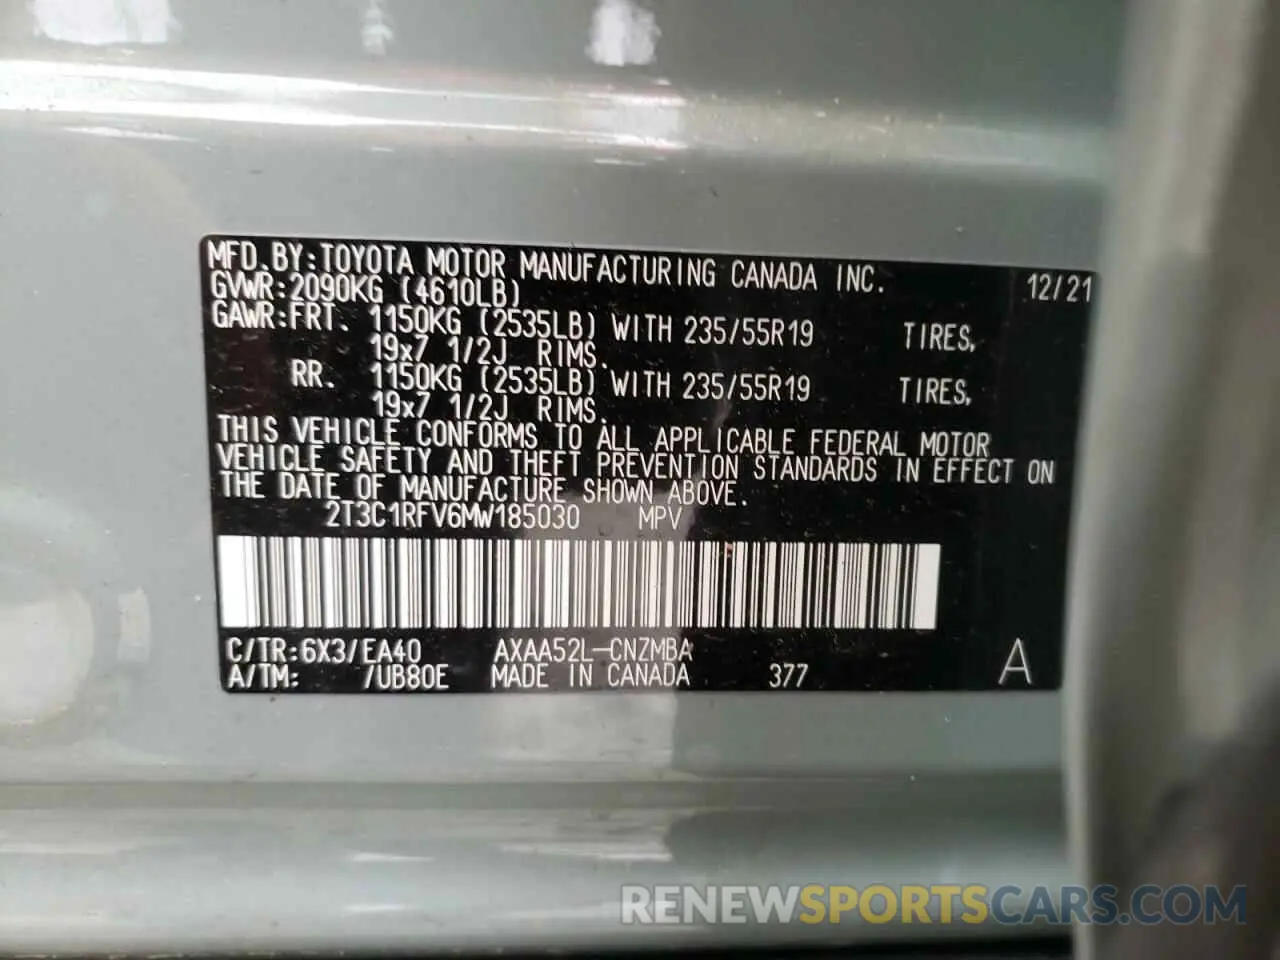 MFD.BY:TOYOTA MOTOR MANUFACTURING CANADA INC. 12/21
GVWR:2090KG (4610LB)
GAWR:FRT. 1150KG (2535LB) WITH 235/55R19 TIRES,
19x7 1/2J RIMS.
RR. 1150KG (2535LB) WITH 235/55R19 TIRES,
19x7 1/2J RIMS.
THIS VEHICLE CONFORMS TO ALL APPLICABLE FEDERAL MOTOR
VEHICLE SAFETY AND THEFT PREVENTION STANDARDS IN EFFECT ON
THE DATE OF MANUFACTURE SHOWN ABOVE.
2T3C1RFV6MW185030 MPV
C/TR:6X3/EA40 AXAA52L-CNZMBA A
A/TM: /UB80E MADE IN CANADA 377
RENEWSPORTSCARS.COM